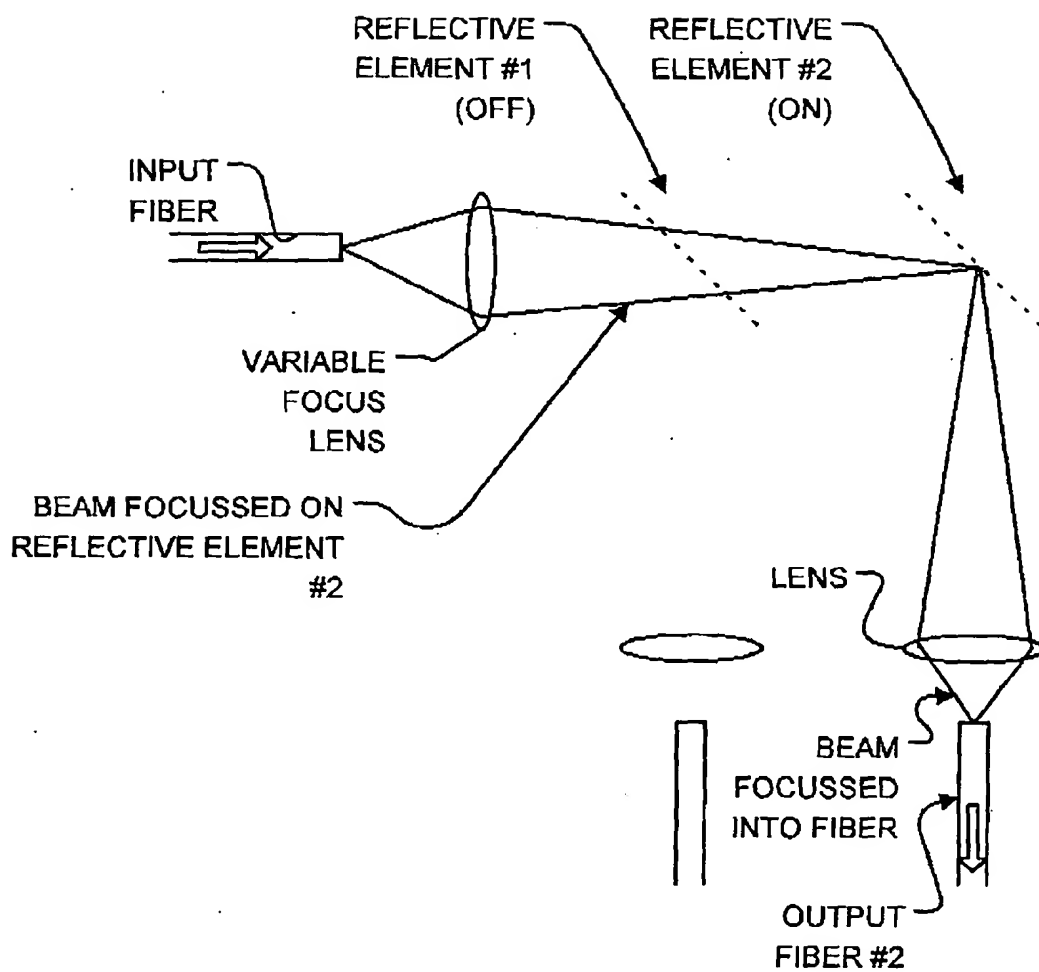 REFLECTIVE
ELEMENT #1
(OFF)
REFLECTIVE
ELEMENT #2
(ON)
INPUT
FIBER
VARIABLE
FOCUS
LENS
BEAM FOCUSSED ON
REFLECTIVE ELEMENT
#2
LENS
BEAM
FOCUSSED
INTO FIBER
OUTPUT
FIBER #2